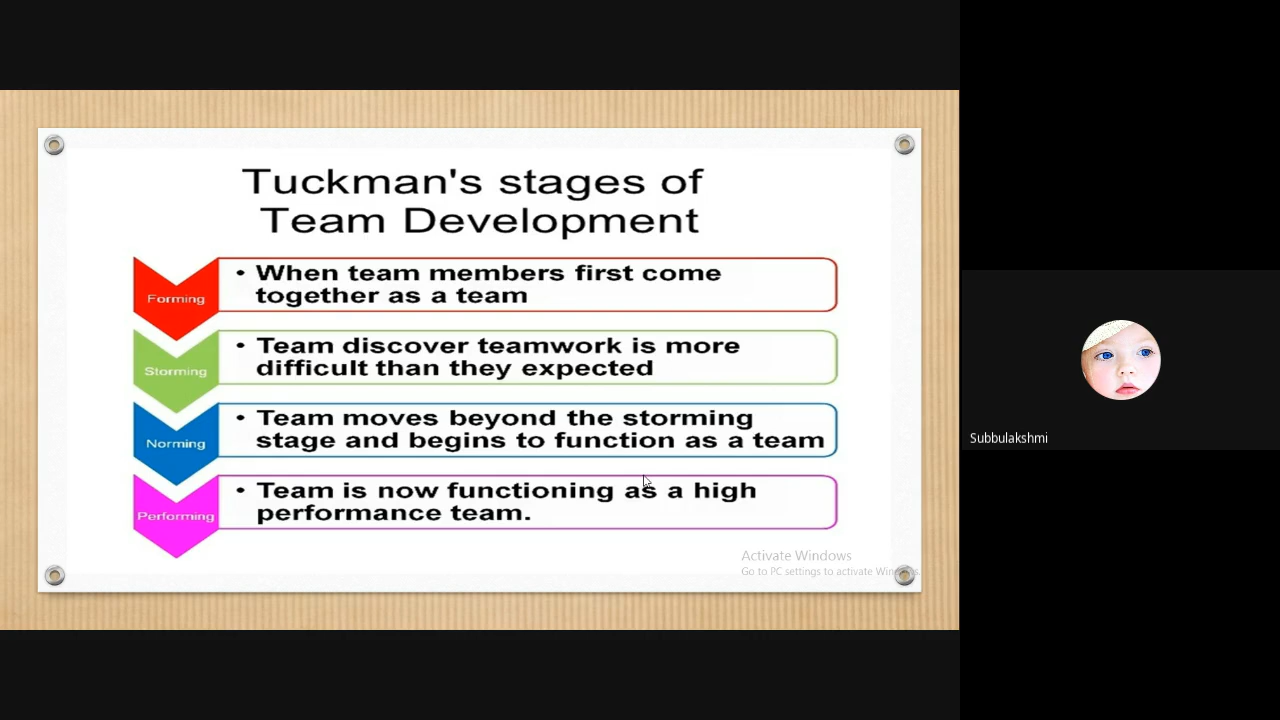 Tuckman's stages of
Team Development
Forming
• When team members first come
together as a team
Storming
• Team discover teamwork is more
difficult than they expected
Norming
• Team moves beyond the storming
stage and begins to function as a team
Performing
• Team is now functioning as a high
performance team.
Activate Windows
Go to PC settings to activate Windows.
Subbulakshmi